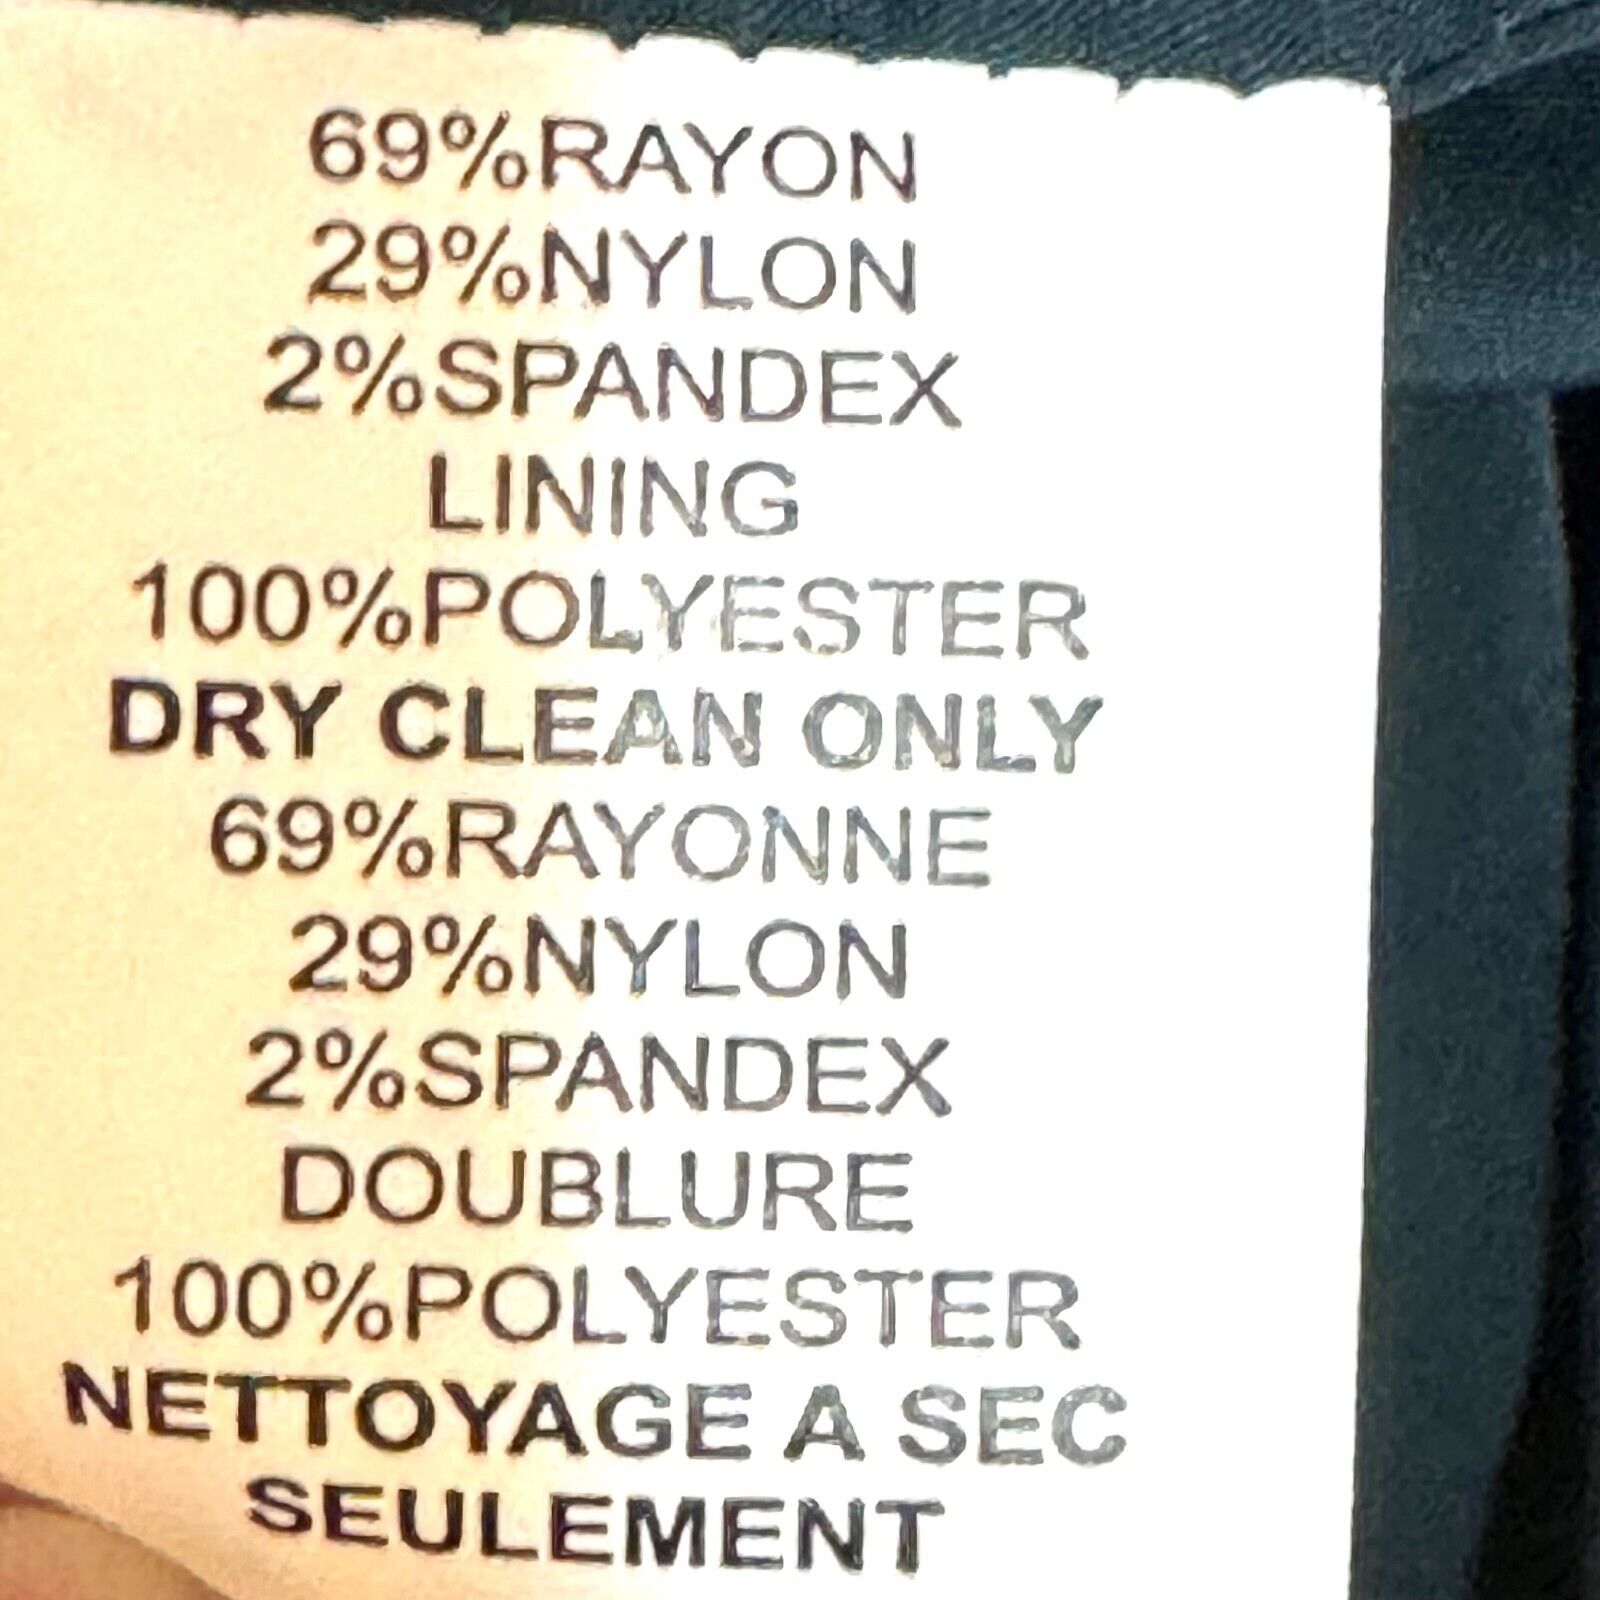 69%RAYON
29%NYLON
2%SPANDEX
LINING
100%POLYESTER
DRY CLEAN ONLY
69%RAYONNE
29%NYLON
2%SPANDEX
DOUBLURE
100%POLYESTER
NETTOYAGE A SEC
SEULEMENT